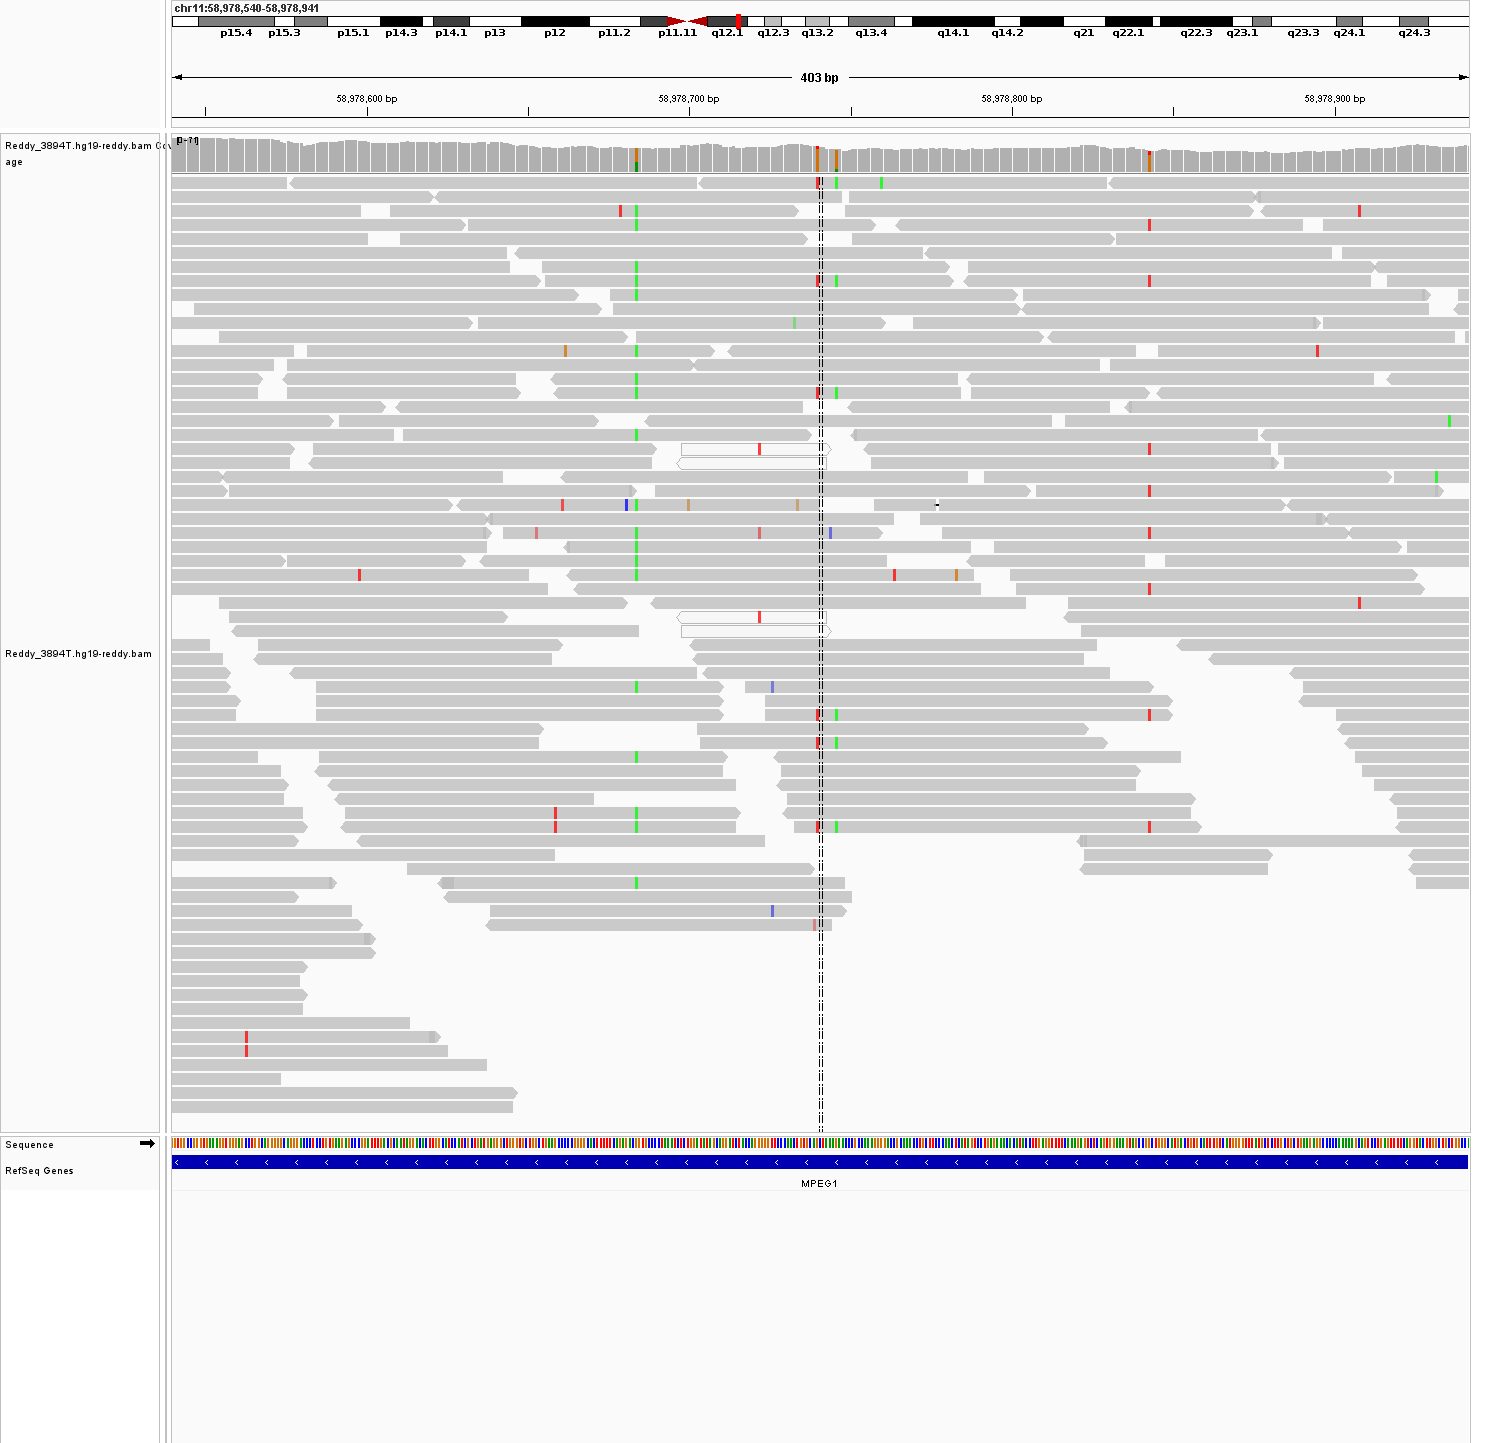 chr11:58,978,540-58,978,941
p15.4 p15.3 p15.1 p14.3 p14.1 p13 p12 p11.2 p11.11 q12.1 q12.3 q13.2 q13.4 q14.1 q14.2 q21 q22.1 q22.3 q23.1 q23.3 q24.1 q24.3
403 bp
58,978,600 bp 58,978,700 bp 58,978,800 bp 58,978,900 bp
Reddy_3894T.hg19-reddy.bam Cov
age
[0-71]
Reddy_3894T.hg19-reddy.bam
Sequence
RefSeq Genes
MPEG1